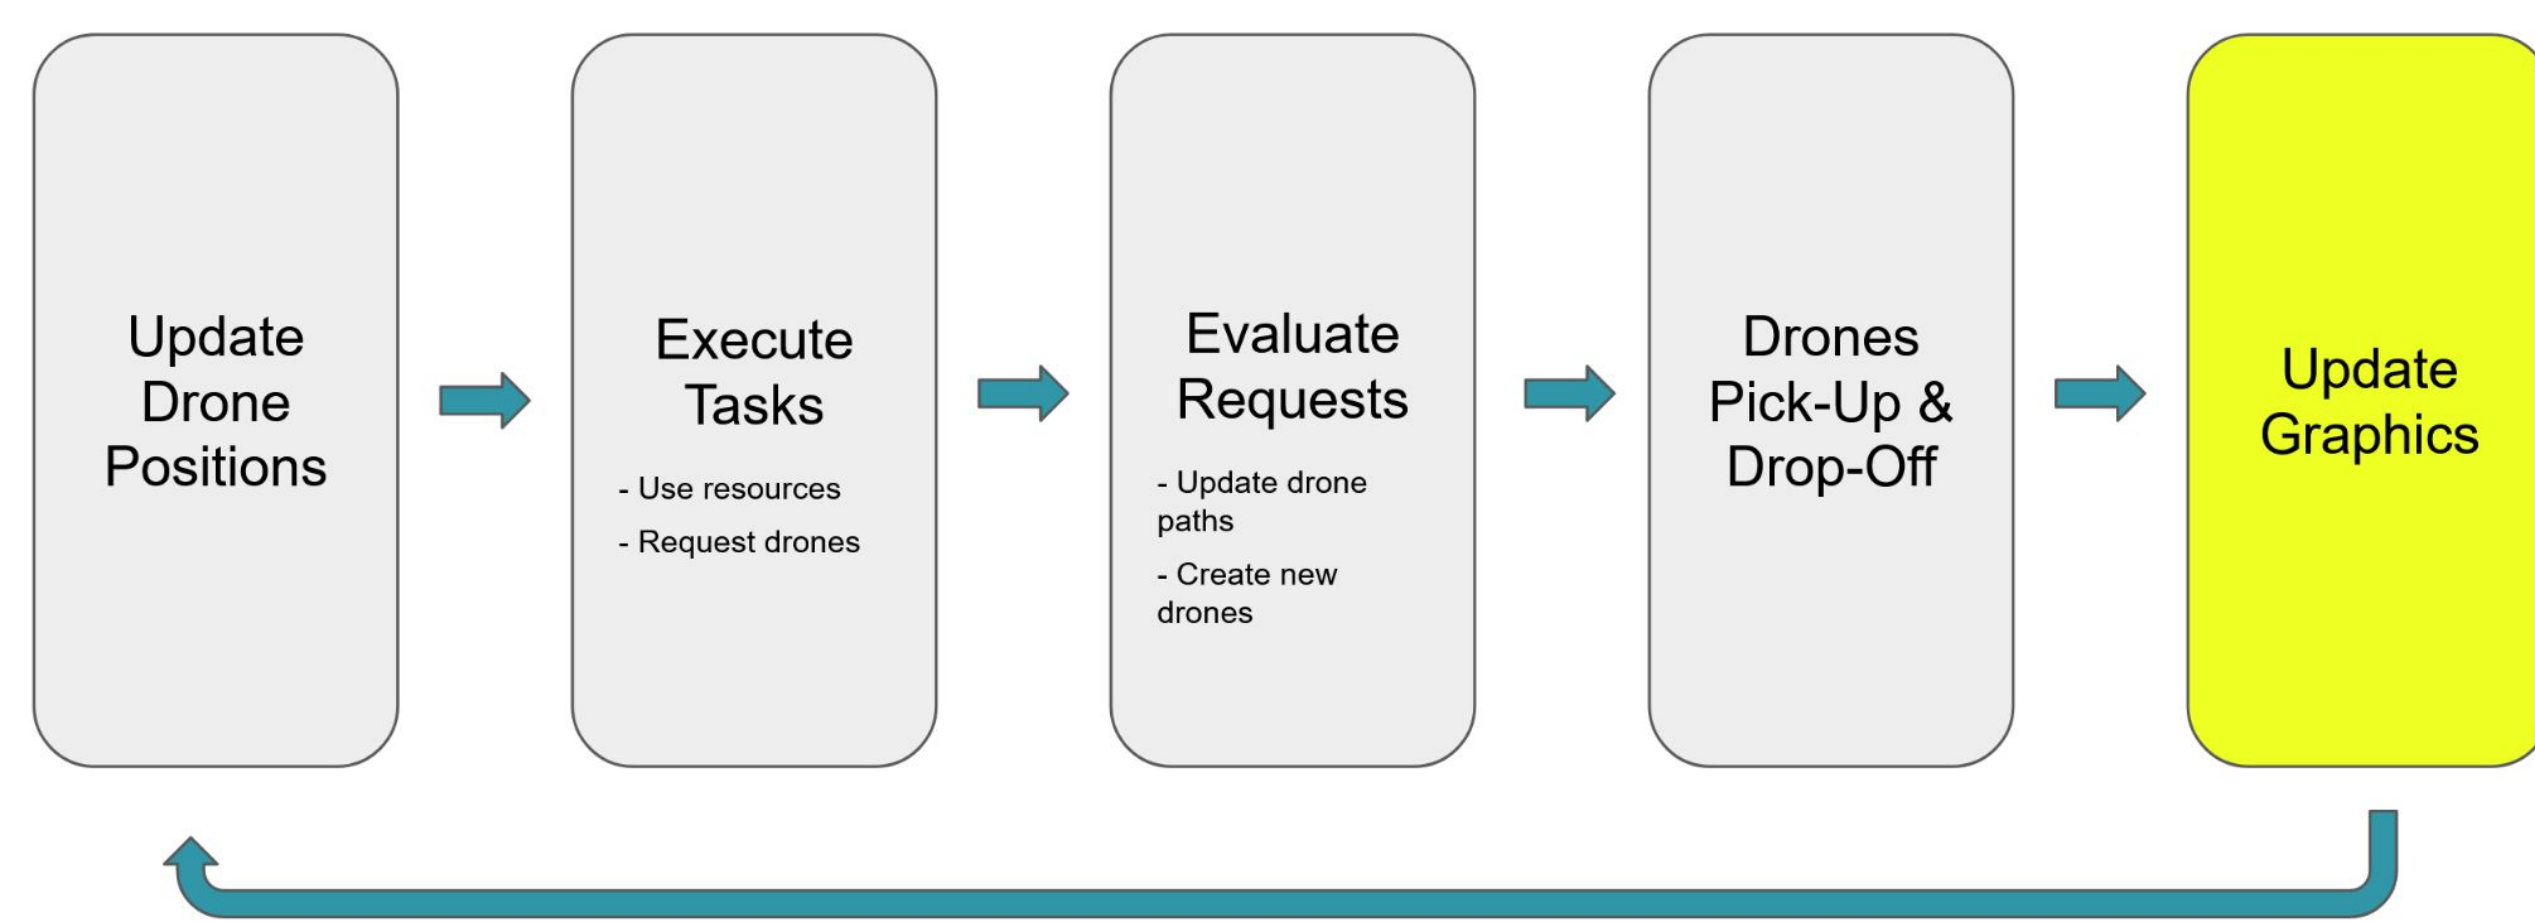 Update
Drone
Positions
Execute
Tasks
- Use resources
- Request drones
Evaluate
Requests
- Update drone
paths
- Create new
drones
Drones
Pick-Up &
Drop-Off
Update
Graphics